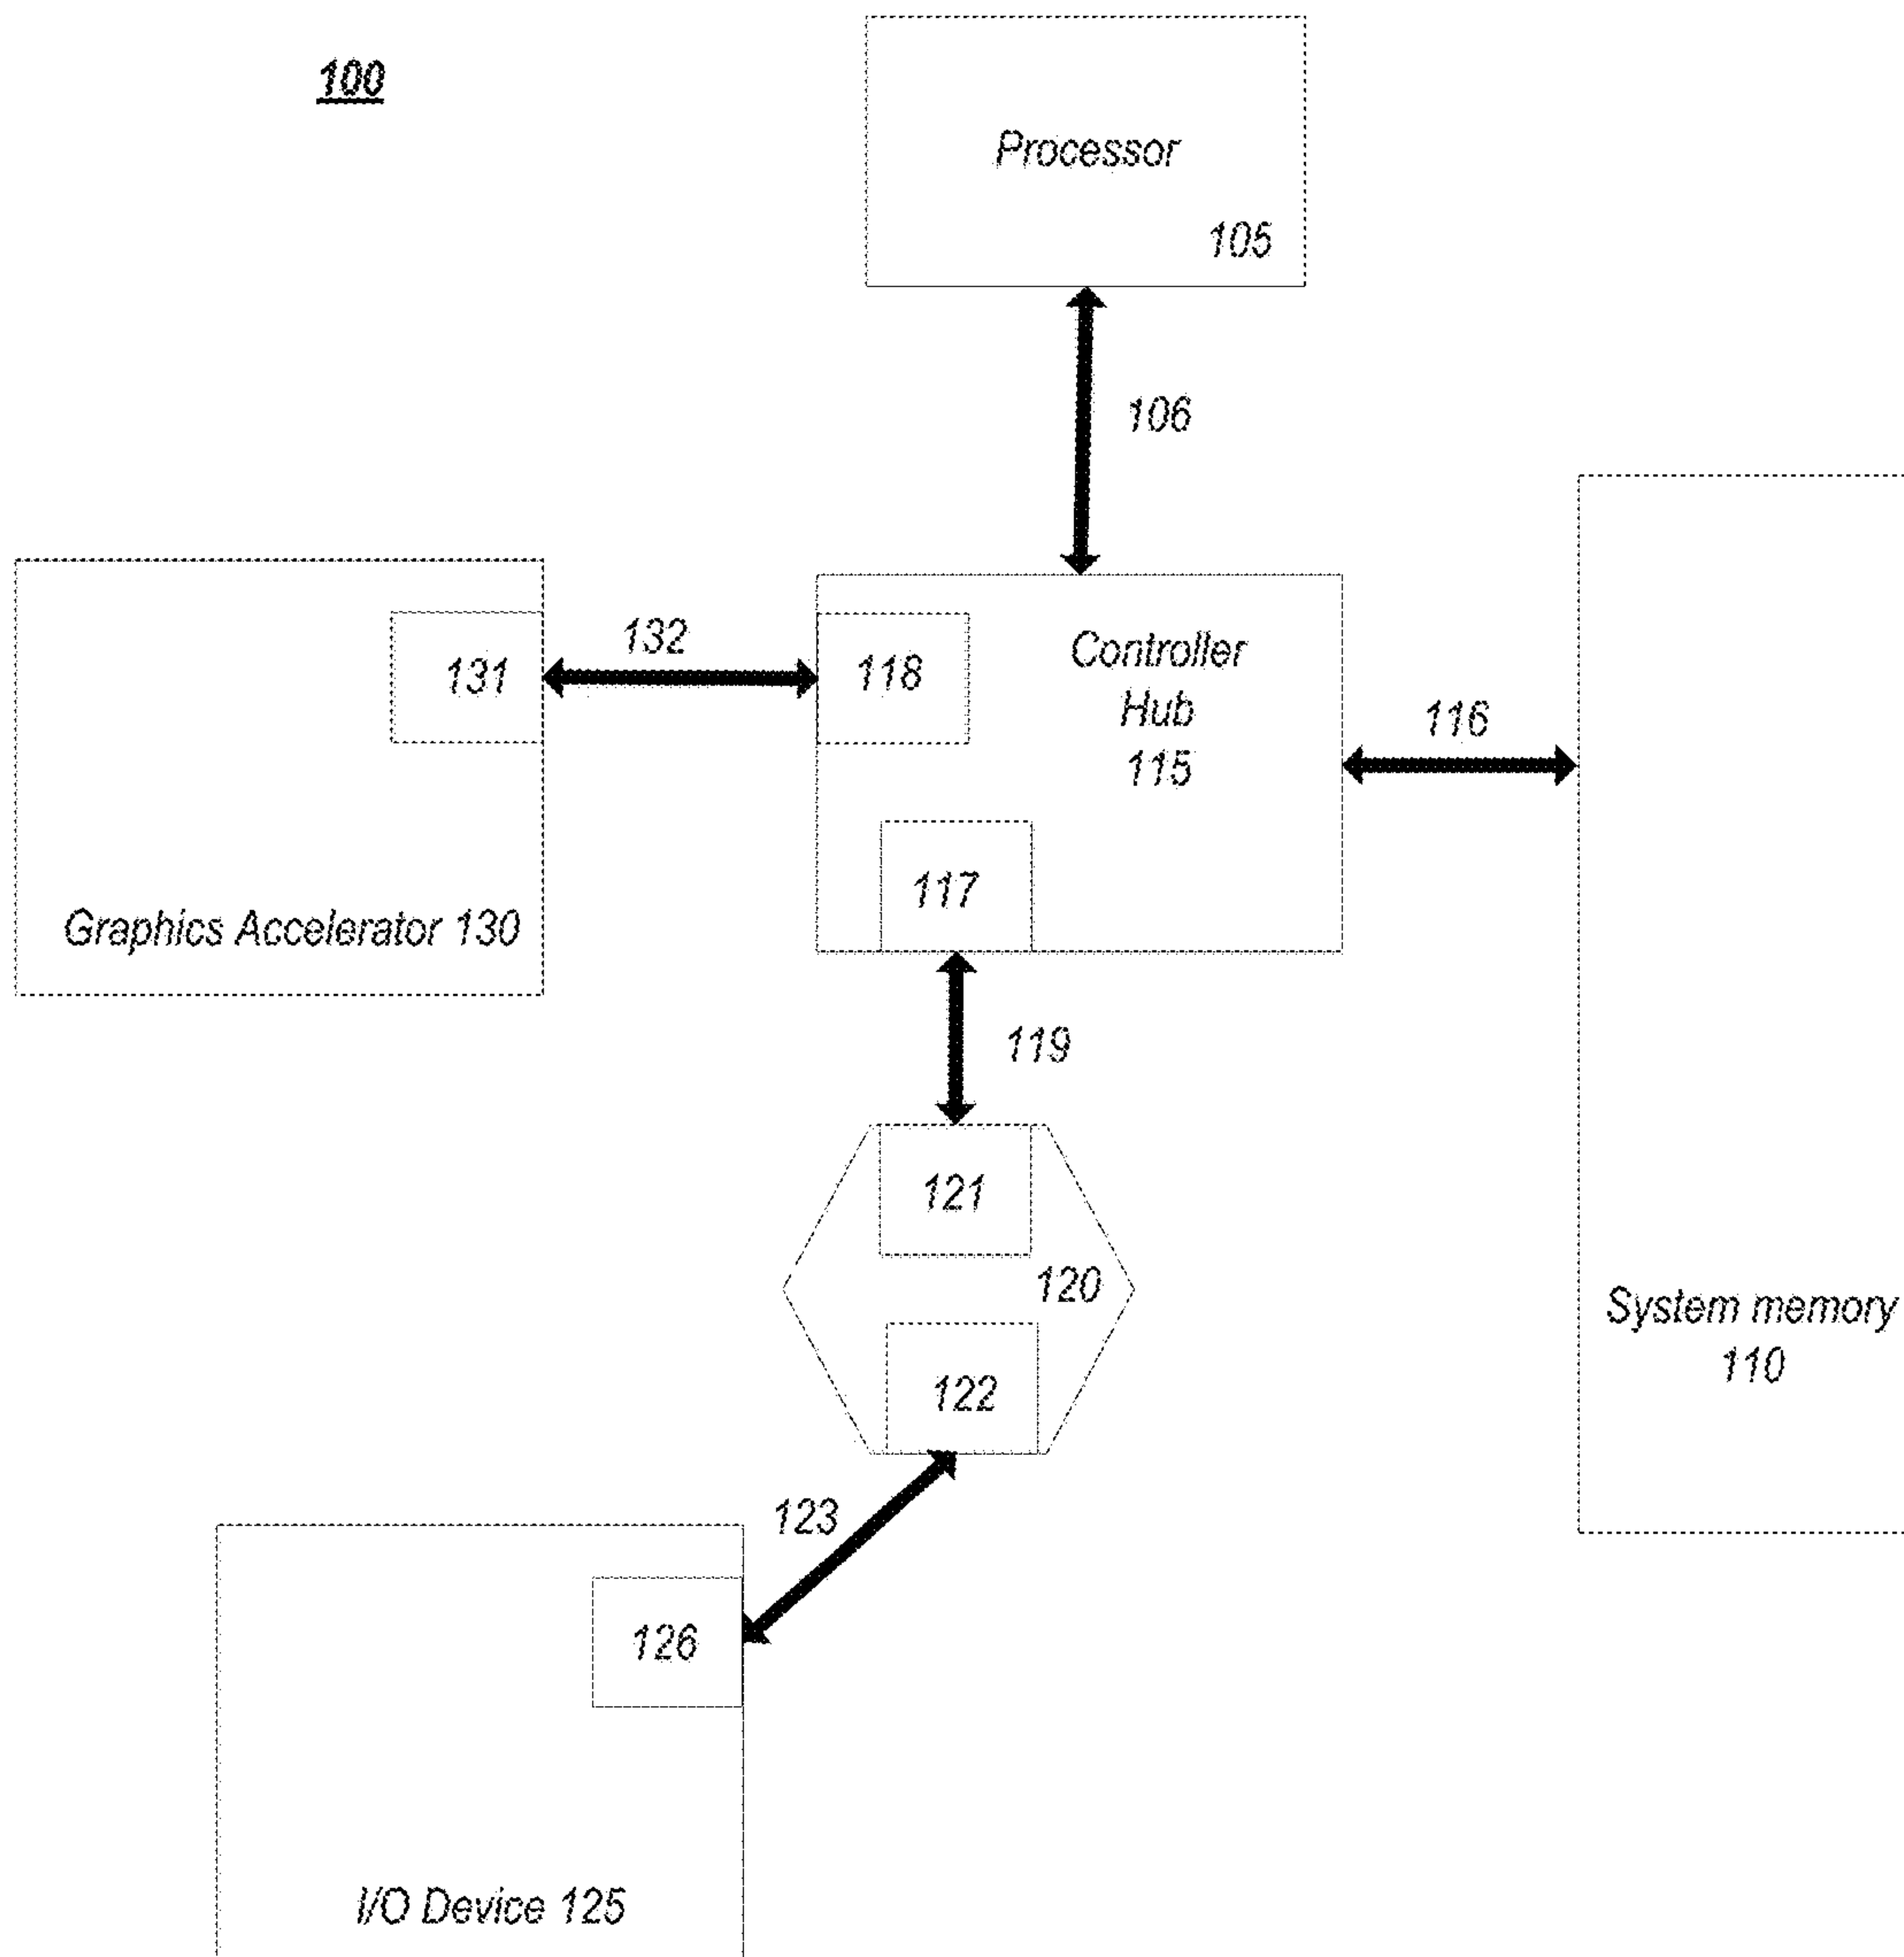 100
Processor
105
106
131
132
118
Controller
Hub
115
116
117
Graphics Accelerator 130
119
121
120
System memory
110
122
123
126
I/O Device 125